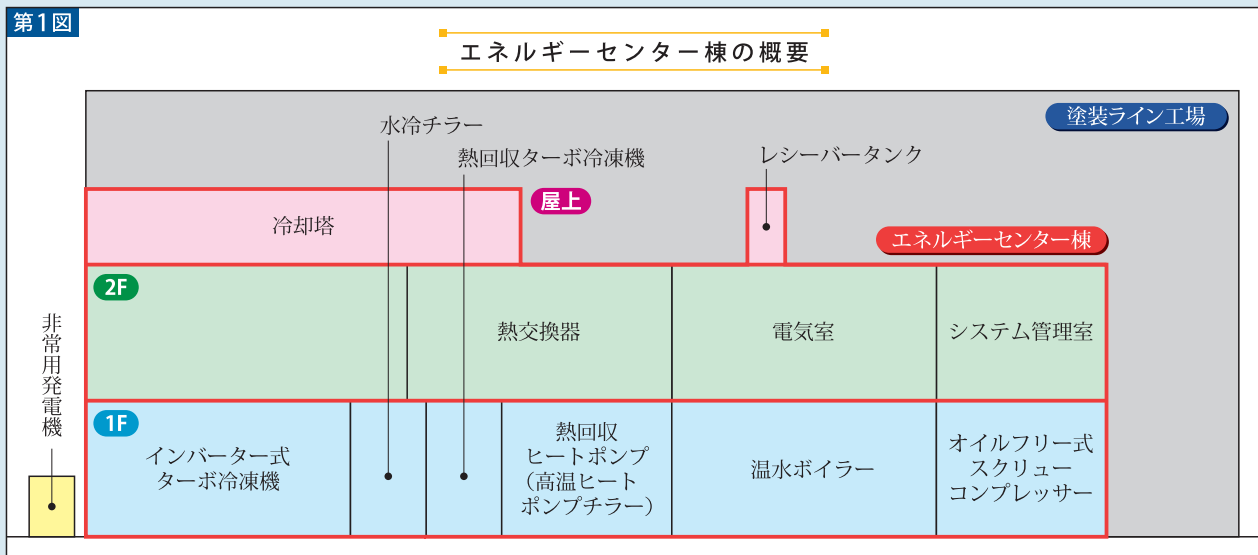 第1図
エネルギーセンター棟の概要
塗装ライン工場
水冷チラー
熱回収ターボ冷凍機
レシーバータンク
屋上
冷却塔
エネルギーセンター棟
2F
熱交換器
電気室
システム管理室
非常用発電機
1F
インバーター式
ターボ冷凍機
熱回収
ヒートポンプ
（高温ヒート
ポンプチラー）
温水ボイラー
オイルフリー式
スクリュー
コンプレッサー